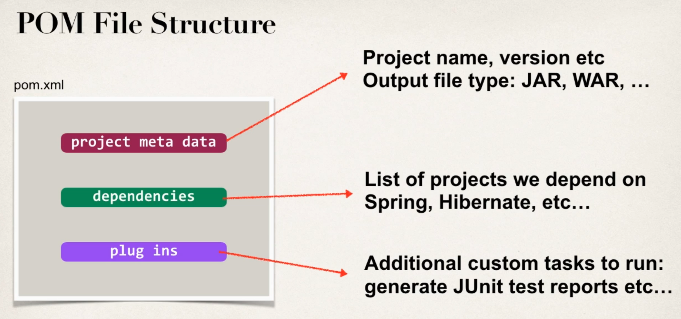 POM File Structure
pom.xml
project meta data
Project name, version etc
Output file type: JAR, WAR, …
dependencies
List of projects we depend on
Spring, Hibernate, etc…
plug ins
Additional custom tasks to run:
generate JUnit test reports etc…